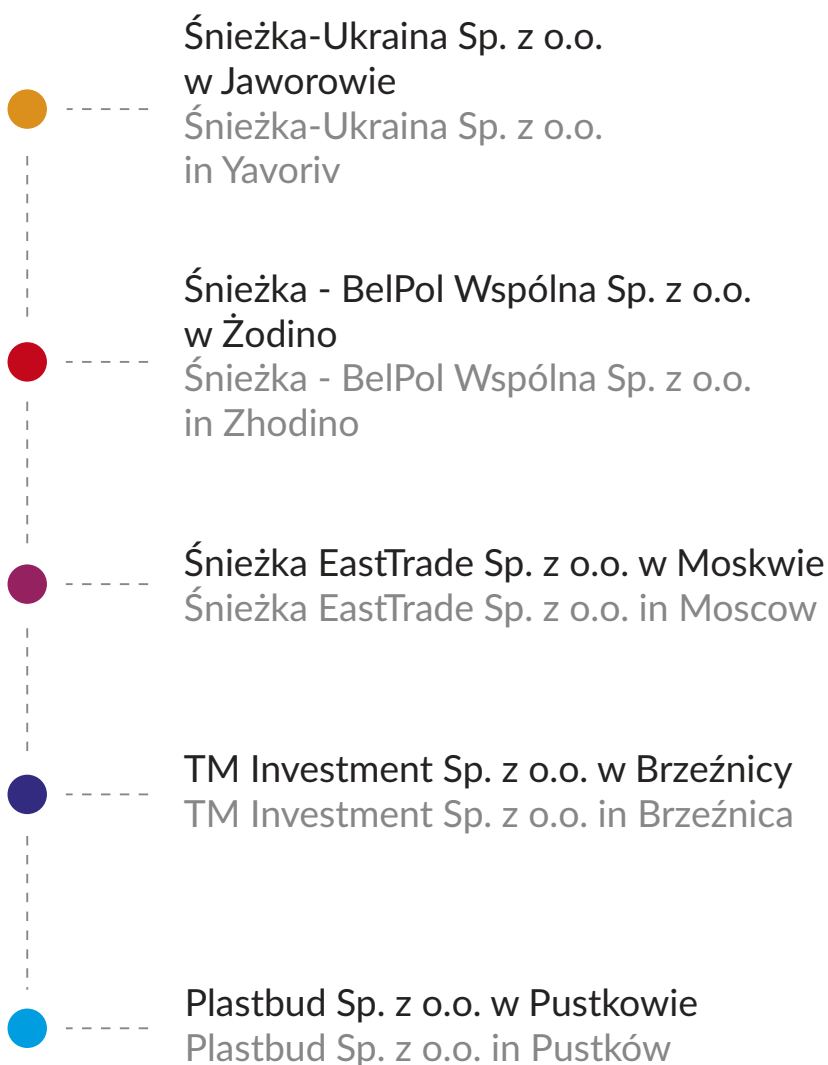 Śnieżka-Ukraina Sp. z o.o.
w Jaworowie
Śnieżka-Ukraina Sp. z o.o.
in Yavoriv
Śnieżka - BelPol Wspólna Sp. z o.o.
w Żodino
Śnieżka - BelPol Wspólna Sp. z o.o.
in Zhodino
Śnieżka EastTrade Sp. z o.o. w Moskwie
Śnieżka EastTrade Sp. z o.o. in Moscow
TM Investment Sp. z o.o. w Brzeźnicy
TM Investment Sp. z o.o. in Brzeźnica
Plastbud Sp. z o.o. w Pustkowie
Plastbud Sp. z o.o. in Pustków